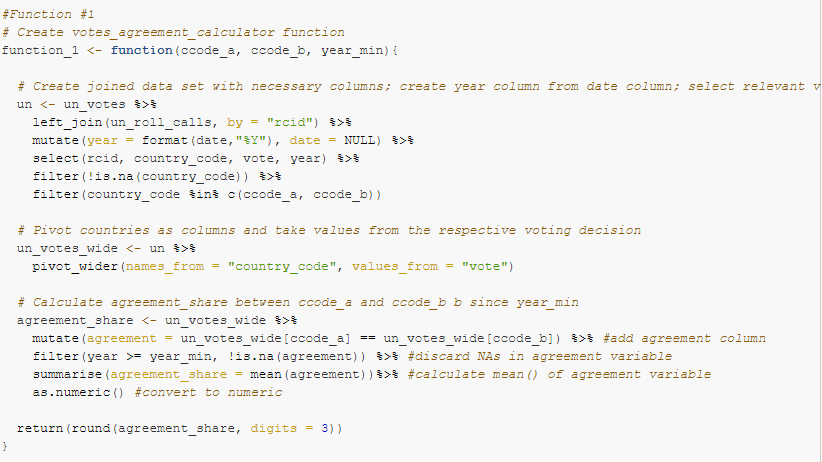 #Function #1
# Create votes_agreement_calculator function
function_1 <- function(ccode_a, ccode_b, year_min){
# Create joined data set with necessary columns; create year column from date column; select relevant v
un <- un_votes %>%
left_join(un_roll_calls, by = "rcid") %>%
mutate(year = format(date,"%Y"), date = NULL) %>%
select(rcid, country_code, vote, year) %>%
filter(!is.na(country_code)) %>%
filter(country_code %in% c(ccode_a, ccode_b))
# Pivot countries as columns and take values from the respective voting decision
un_votes_wide <- un %>%
pivot_wider(names_from = "country_code", values_from = "vote")
# Calculate agreement_share between ccode_a and ccode_b b since year_min
agreement_share <- un_votes_wide %>%
mutate(agreement = un_votes_wide[ccode_a] == un_votes_wide[ccode_b]) %>% #add agreement column
filter(year >= year_min, !is.na(agreement)) %>% #discard NAs in agreement variable
summarise(agreement_share = mean(agreement))%>% #calculate mean() of agreement variable
as.numeric() #convert to numeric
return(round(agreement_share, digits = 3))
}